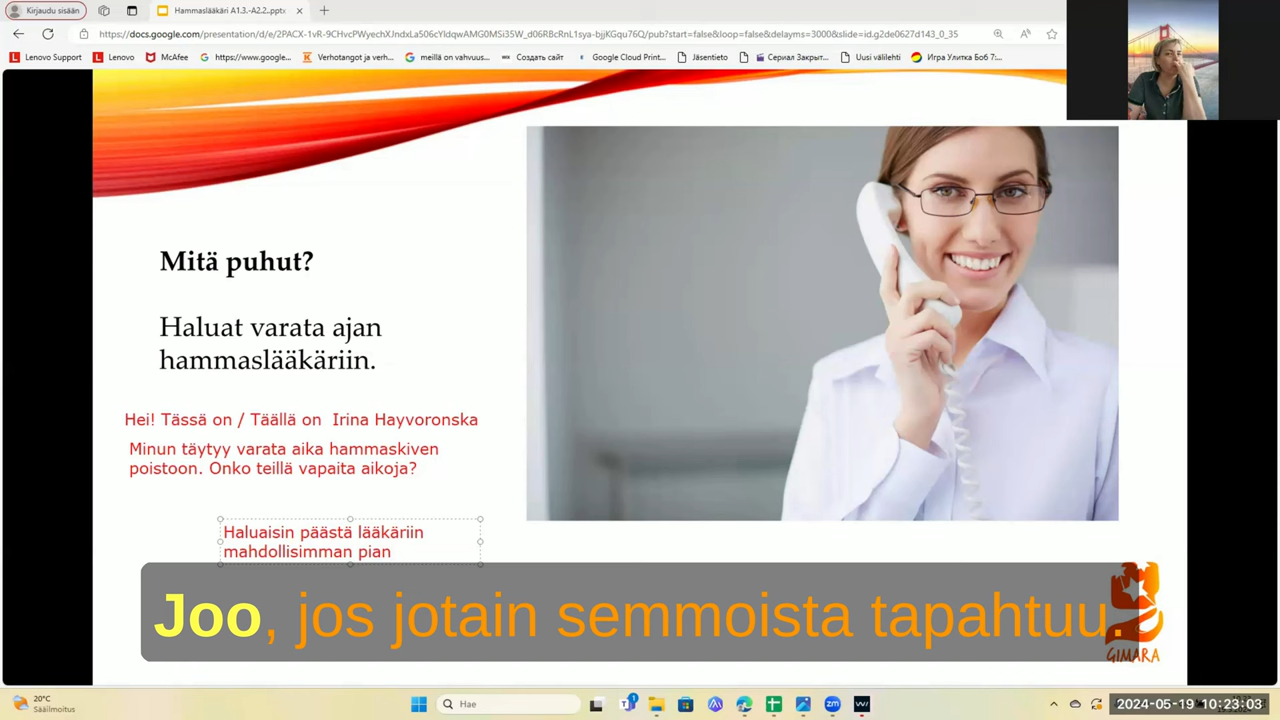 Kirjaudu sisään
Hammaslääkäri A1.3.-A2.2..pptx
https://docs.google.com/presentation/d/e/2PACX-1vR-9CHvcPWyechXJndxLa506cYldqwAMG0MSi35W_d06RBcRnL1sya-bjjKGqu76Q/pub?start=false&loop=false&delayms=3000&slide=id.g2de0627d143_0_35
Lenovo Support
Lenovo
McAfee
https://www.google...
Verhotangot ja verh...
meillä on vahvuus...
Создать сайт
Google Cloud Print...
Jäsentieto
Сериал Закрыт...
Uusi välilehti
Игра Улитка Боб 7:...
Mitä puhut?
Haluat varata ajan
hammaslääkäriin.
Hei! Tässä on / Täällä on Irina Hayvoronska
Minun täytyy varata aika hammaskiven
poistoon. Onko teillä vapaita aikoja?
Haluaisin päästä lääkäriin
mahdollisimman pian
Joo, jos jotain semmoista tapahtuu.
GIMARA
20°C
Säätilmoitus
Hae
2024-05-19 10:23:03